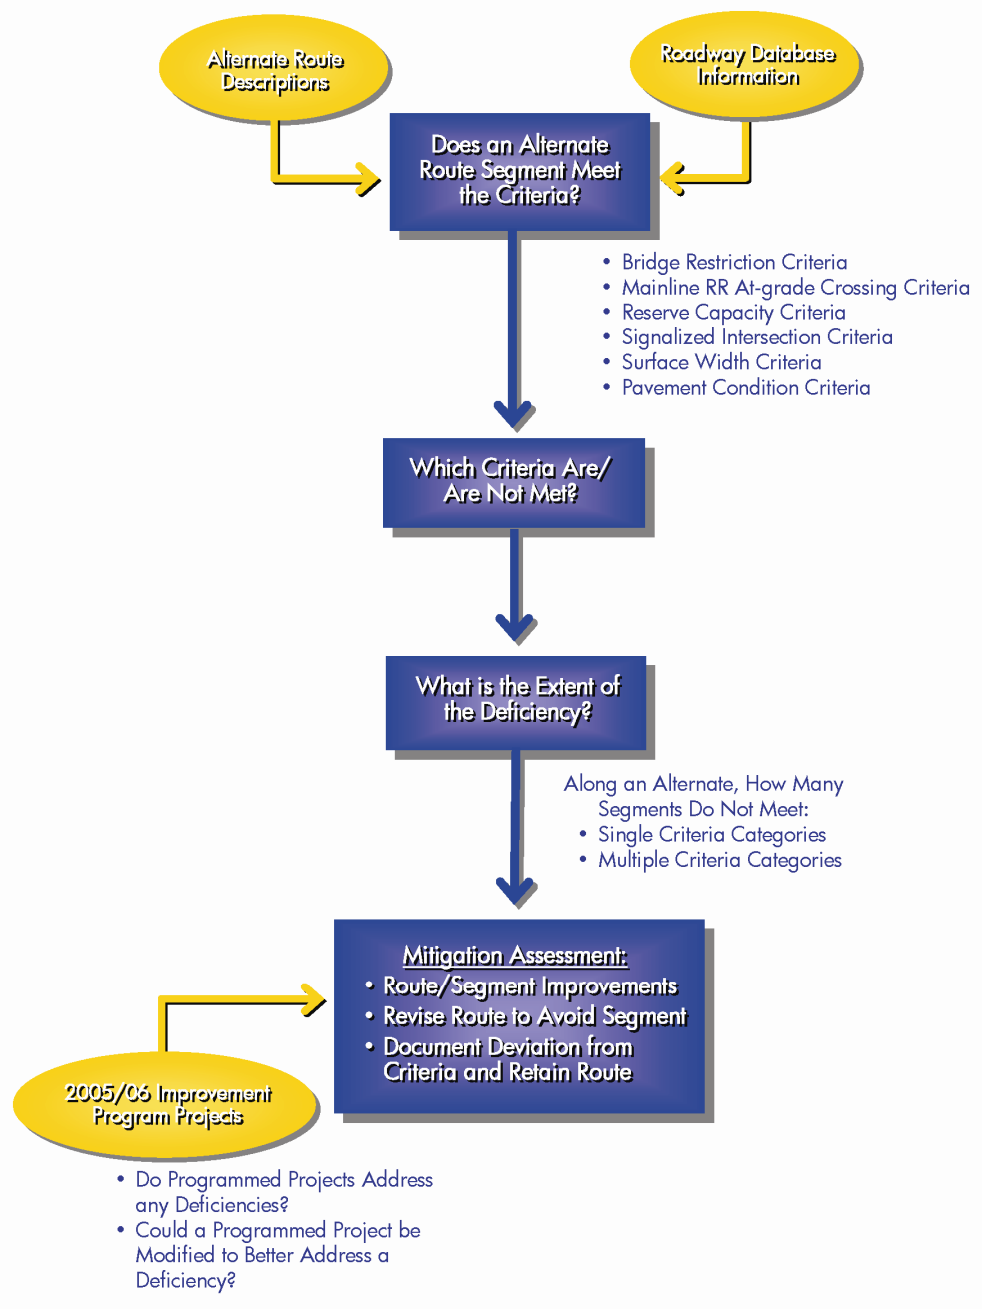 Alternate Route
Descriptions
Roadway Database
Information
Does an Alternate
Route Segment Meet
the Criteria?
• Bridge Restriction Criteria
• Mainline RR At-grade Crossing Criteria
• Reserve Capacity Criteria
• Signalized Intersection Criteria
• Surface Width Criteria
• Pavement Condition Criteria
Which Criteria Are/
Are Not Met?
What is the Extent of
the Deficiency?
Along an Alternate, How Many
Segments Do Not Meet:
• Single Criteria Categories
• Multiple Criteria Categories
Mitigation Assessment:
• Route/Segment Improvements
• Revise Route to Avoid Segment
• Document Deviation from
Criteria and Retain Route
2005/06 Improvement
Program Projects
• Do Programmed Projects Address
any Deficiencies?
• Could a Programmed Project be
Modified to Better Address a
Deficiency?